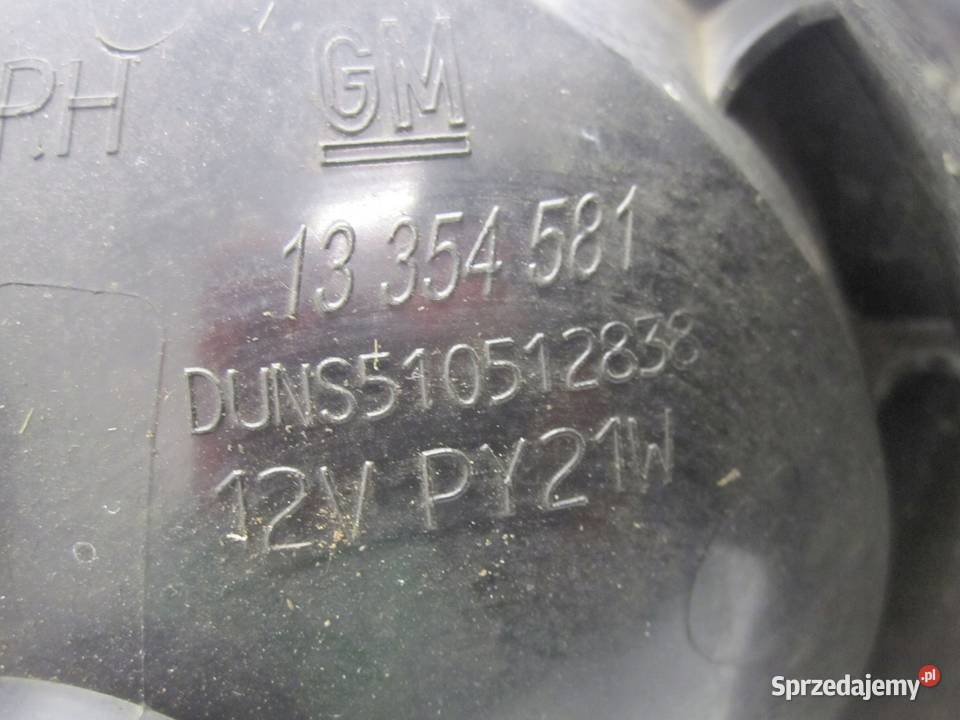 P.H
GM
13 354 581
DUNS510512838
12V PY21W
Sprzedajemy.pl